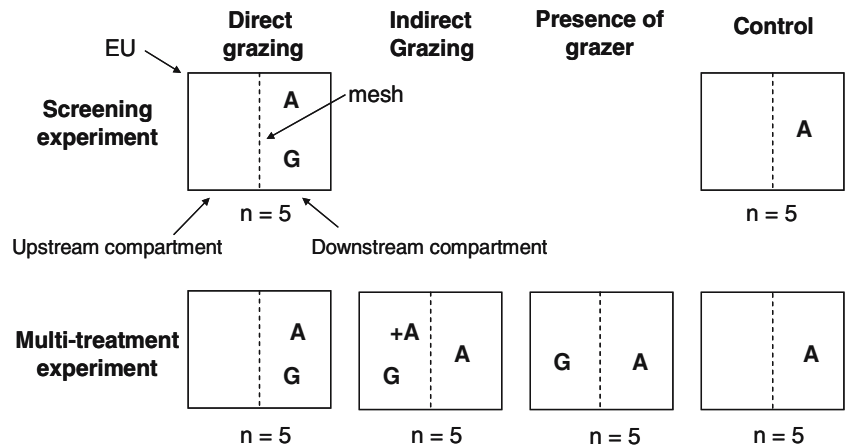 Direct grazing
Indirect Grazing
Presence of grazer
Control
EU
Screening experiment
A
mesh
G
A
n = 5
n = 5
Upstream compartment
Downstream compartment
Multi-treatment experiment
A
G
+A
G
A
G
A
A
n = 5
n = 5
n = 5
n = 5